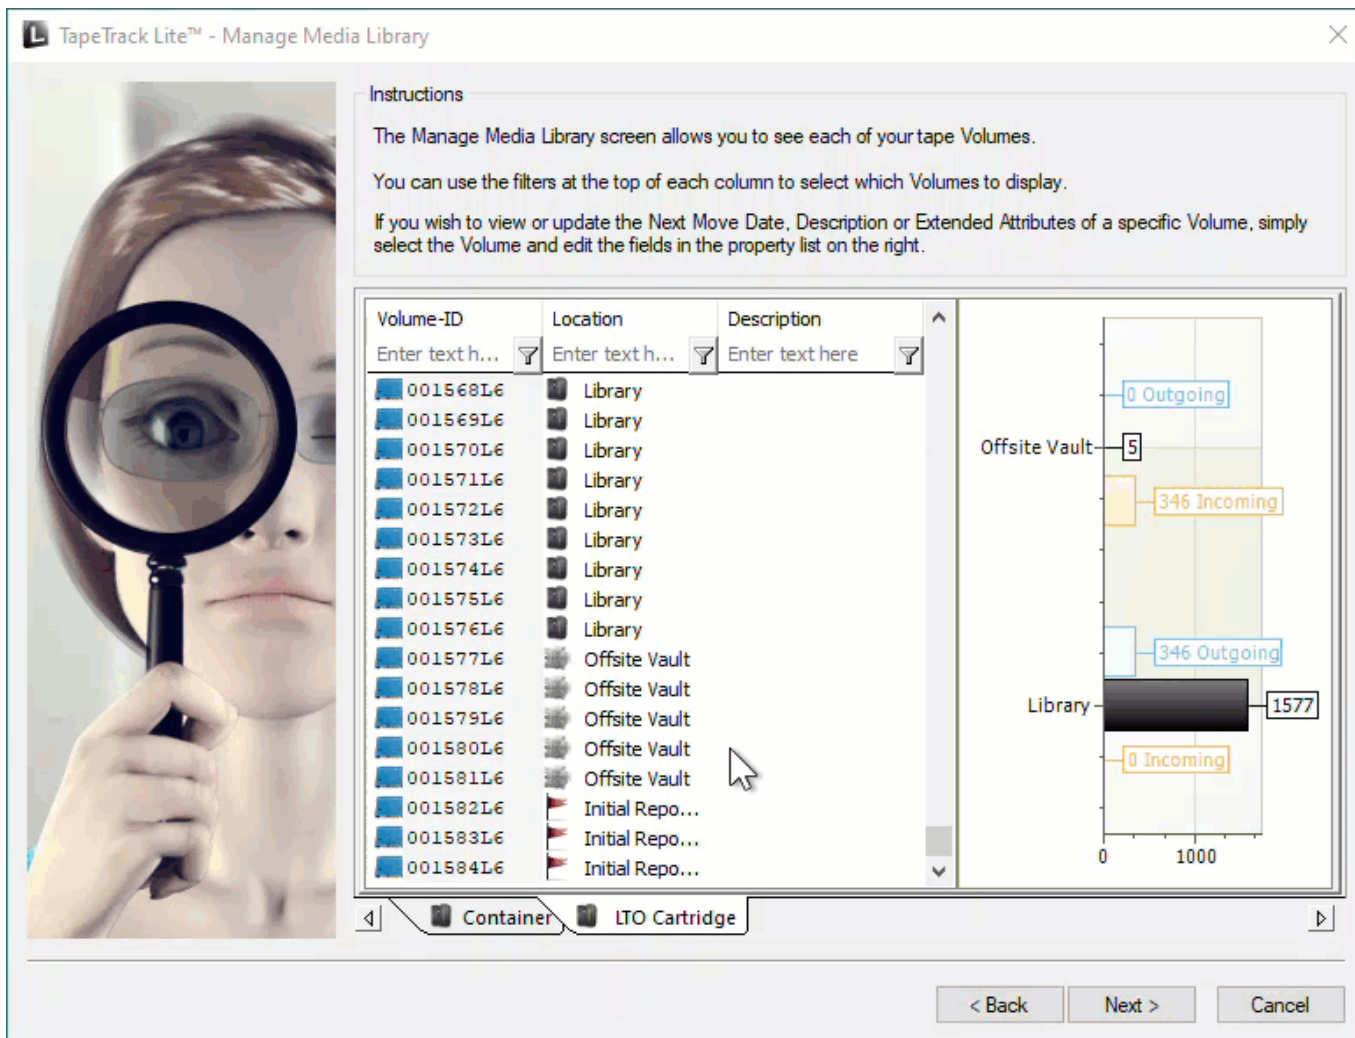 TapeTrack Lite™ - Manage Media Library
Instructions
The Manage Media Library screen allows you to see each of your tape Volumes.
You can use the filters at the top of each column to select which Volumes to display.
If you wish to view or update the Next Move Date, Description or Extended Attributes of a specific Volume, simply
select the Volume and edit the fields in the property list on the right.
Volume-ID Location Description
Enter text h... Enter text h... Enter text here
001568L6 Library
001569L6 Library
001570L6 Library
001571L6 Library
001572L6 Library
001573L6 Library
001574L6 Library
001575L6 Library
001576L6 Library
001577L6 Offsite Vault
001578L6 Offsite Vault
001579L6 Offsite Vault
001580L6 Offsite Vault
001581L6 Offsite Vault
001582L6 Initial Repo...
001583L6 Initial Repo...
001584L6 Initial Repo...
0 Outgoing
Offsite Vault 5
346 Incoming
346 Outgoing
Library 1577
0 Incoming
0 1000
Container LTO Cartridge
< Back Next > Cancel